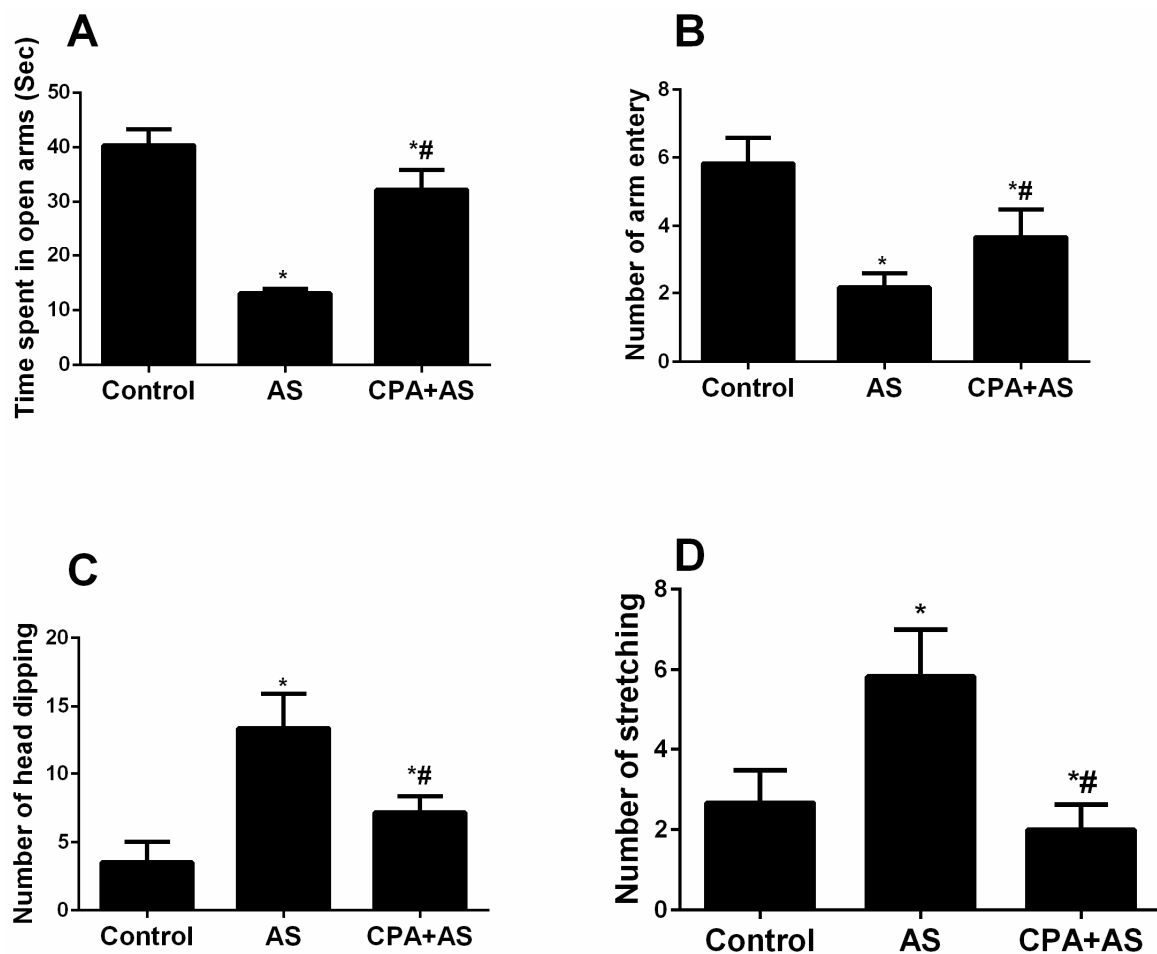 A
Time spent in open arms (Sec)
50
40
30
20
10
0
*
*#
Control AS CPA+AS
B
Number of arm entery
8
6
4
2
0
*
*#
Control AS CPA+AS
C
Number of head dipping
20
15
10
5
0
*
*#
Control AS CPA+AS
D
Number of stretching
8
6
4
2
0
*
*#
Control AS CPA+AS